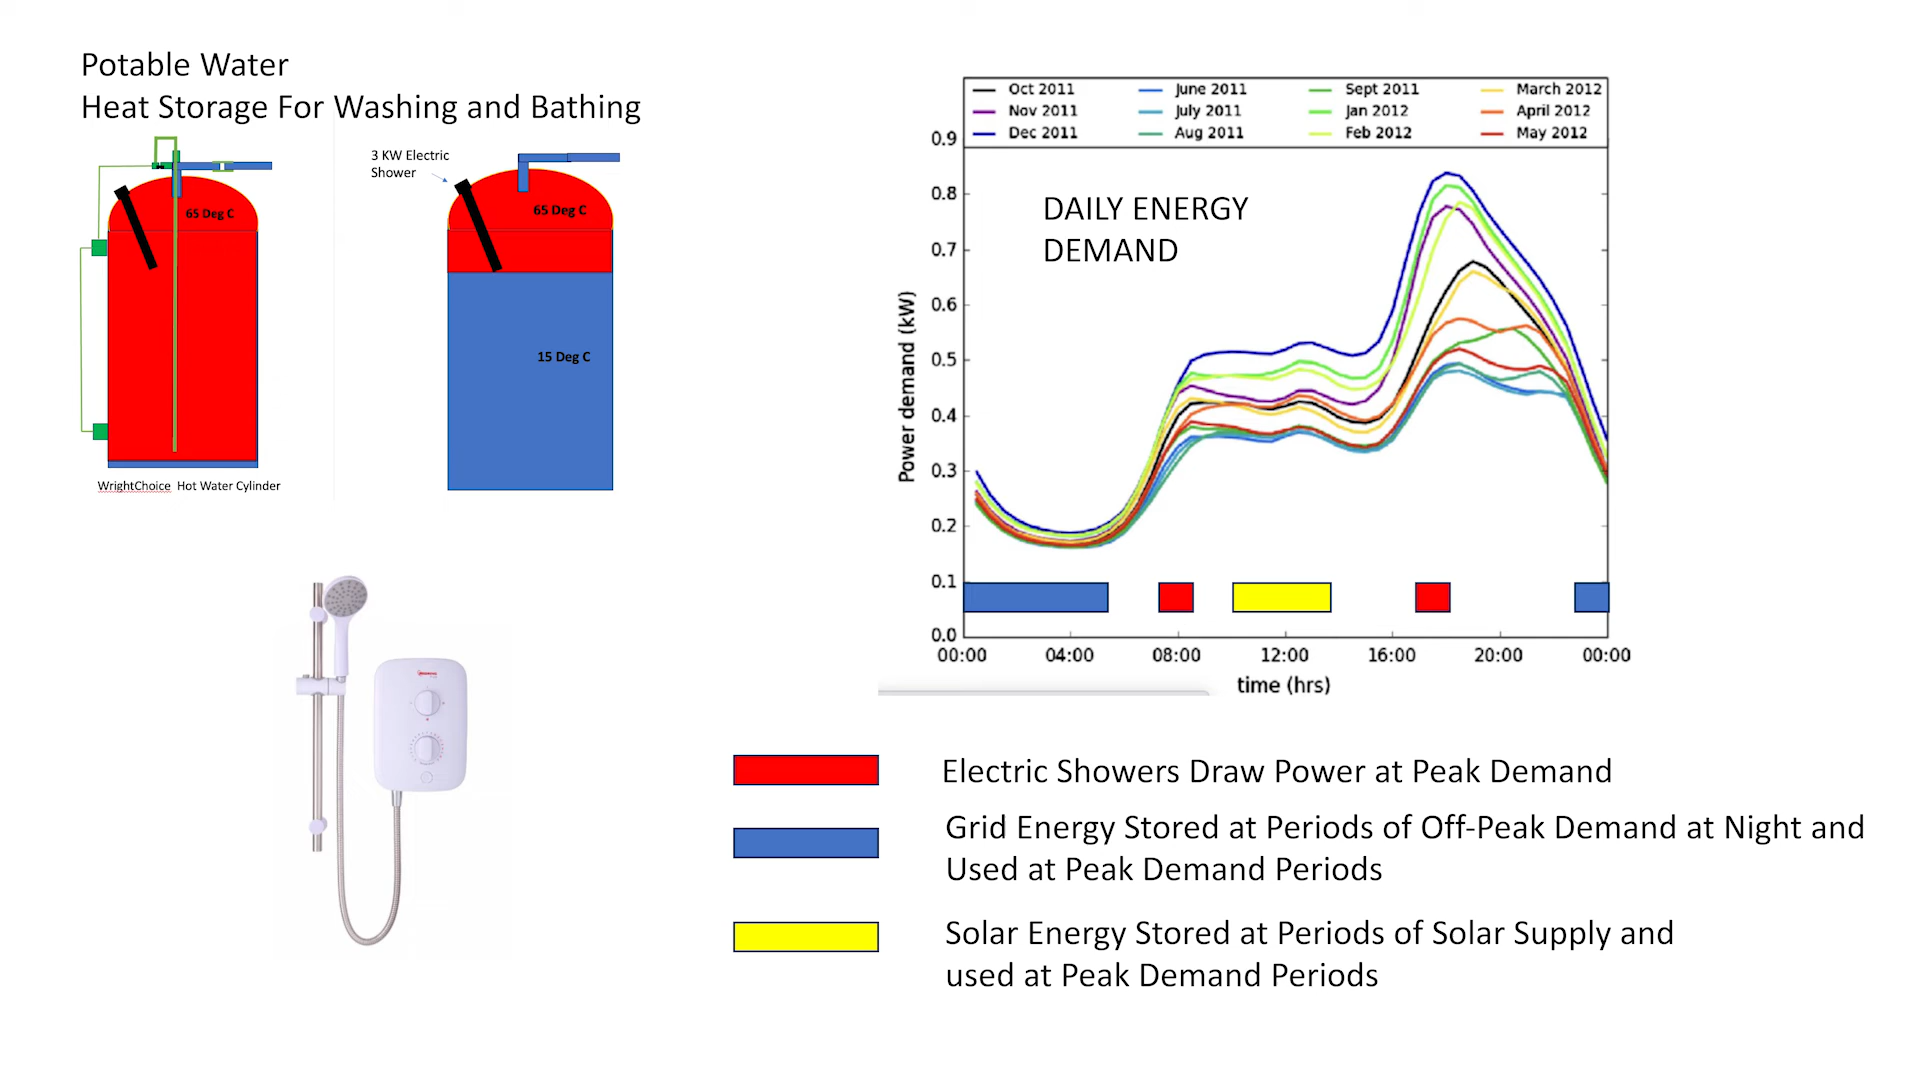 Potable Water
Heat Storage For Washing and Bathing
3 KW Electric
Shower
65 Deg C
65 Deg C
15 Deg C
WrightChoice Hot Water Cylinder
Oct 2011
Nov 2011
Dec 2011
June 2011
July 2011
Aug 2011
Sept 2011
Jan 2012
Feb 2012
March 2012
April 2012
May 2012
DAILY ENERGY
DEMAND
Power demand (kW)
0.9
0.8
0.7
0.6
0.5
0.4
0.3
0.2
0.1
0.0
00:00 04:00 08:00 12:00 16:00 20:00 00:00
time (hrs)
Electric Showers Draw Power at Peak Demand
Grid Energy Stored at Periods of Off-Peak Demand at Night and
Used at Peak Demand Periods
Solar Energy Stored at Periods of Solar Supply and
used at Peak Demand Periods